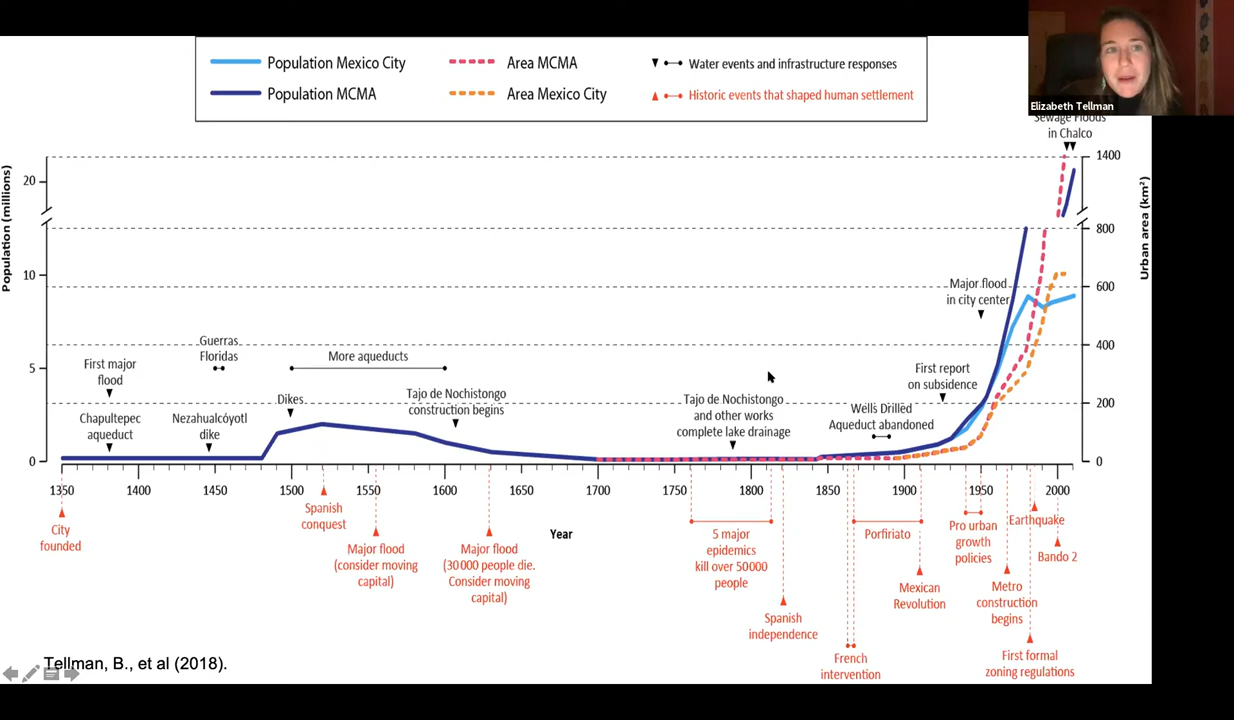 Population Mexico City
Population MCMA
Area MCMA
Area Mexico City
Water events and infrastructure responses
Historic events that shaped human settlement
Elizabeth Tellman
Sewage Floods
in Chalco
Population (millions)
20
10
5
0
Urban area (km²)
1400
800
600
400
200
0
First major
flood
Chapultepec
aqueduct
Guerras
Floridas
Nezahualcóyotl
dike
More aqueducts
Dikes
Tajo de Nochistongo
construction begins
Tajo de Nochistongo
and other works
complete lake drainage
Wells Drilled
Aqueduct abandoned
First report
on subsidence
Major flood
in city center
1350
1400
1450
1500
1550
1600
1650
1700
1750
1800
1850
1900
1950
2000
Year
City
founded
Spanish
conquest
Major flood
(consider moving
capital)
Major flood
(30000 people die.
Consider moving
capital)
5 major
epidemics
kill over 50000
people
Spanish
independence
French
intervention
Porfiriato
Mexican
Revolution
Pro urban
growth
policies
Earthquake
Bando 2
Metro
construction
begins
First formal
zoning regulations
Tellman, B., et al (2018).